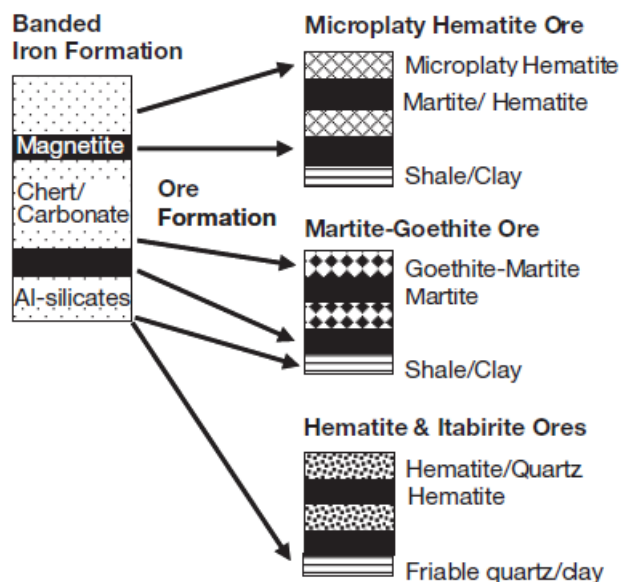 Banded
Iron Formation
Magnetite
Chert/
Carbonate
Al-silicates
Ore
Formation
Microplaty Hematite Ore
Microplaty Hematite
Martite/ Hematite
Shale/Clay
Martite-Goethite Ore
Goethite-Martite
Martite
Shale/Clay
Hematite & Itabirite Ores
Hematite/Quartz
Hematite
Friable quartz/day